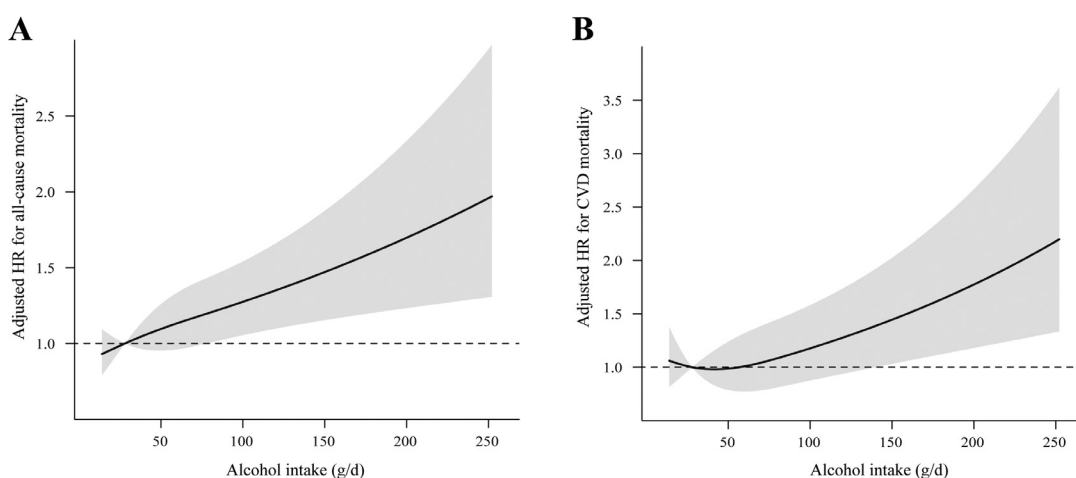 A
Adjusted HR for all-cause mortality
2.5
2.0
1.5
1.0
50 100 150 200 250
Alcohol intake (g/d)
B
Adjusted HR for CVD mortality
3.5
3.0
2.5
2.0
1.5
1.0
0.5
50 100 150 200 250
Alcohol intake (g/d)